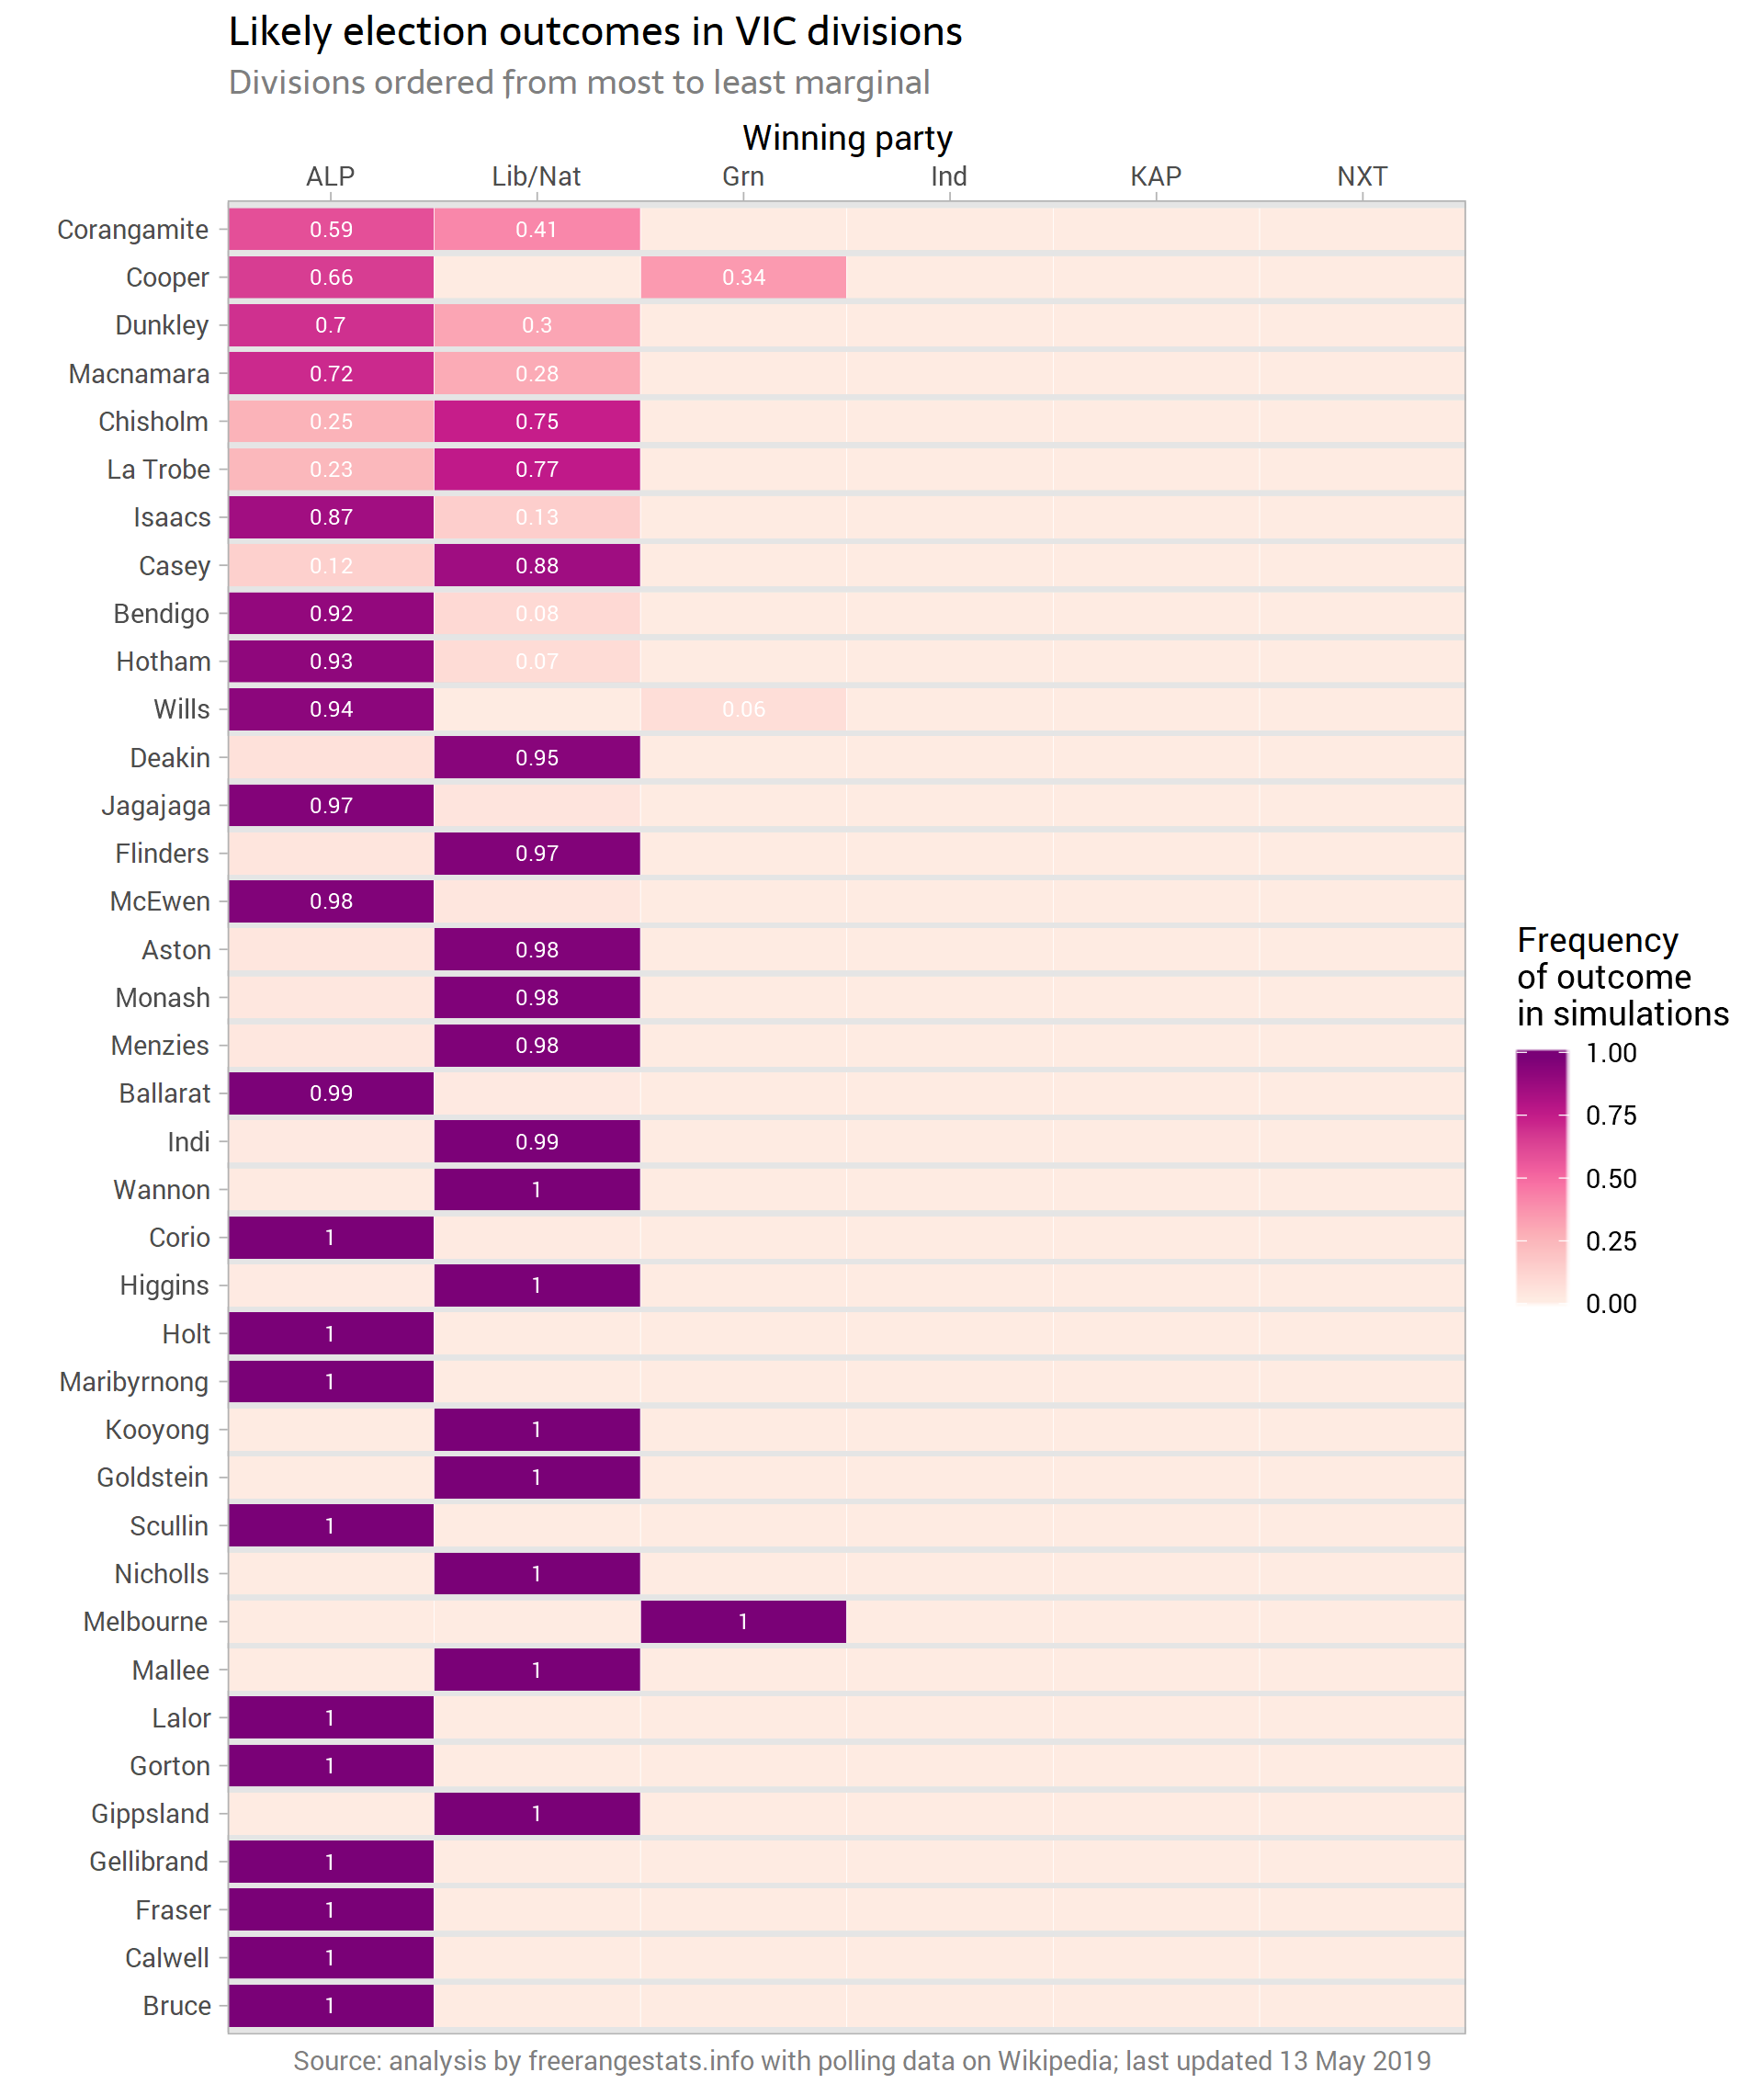 Likely election outcomes in VIC divisions
Divisions ordered from most to least marginal
Winning party
ALP Lib/Nat Grn Ind KAP NXT
Corangamite 0.59 0.41
Cooper 0.66 0.34
Dunkley 0.7 0.3
Macnamara 0.72 0.28
Chisholm 0.25 0.75
La Trobe 0.23 0.77
Isaacs 0.87 0.13
Casey 0.12 0.88
Bendigo 0.92 0.08
Hotham 0.93 0.07
Wills 0.94 0.06
Deakin 0.95
Jagajaga 0.97
Flinders 0.97
McEwen 0.98
Aston 0.98
Monash 0.98
Menzies 0.98
Ballarat 0.99
Indi 0.99
Wannon 1
Corio 1
Higgins 1
Holt 1
Maribyrnong 1
Kooyong 1
Goldstein 1
Scullin 1
Nicholls 1
Melbourne 1
Mallee 1
Lalor 1
Gorton 1
Gippsland 1
Gellibrand 1
Fraser 1
Calwell 1
Bruce 1
Frequency
of outcome
in simulations
1.00
0.75
0.50
0.25
0.00
Source: analysis by freerangestats.info with polling data on Wikipedia; last updated 13 May 2019